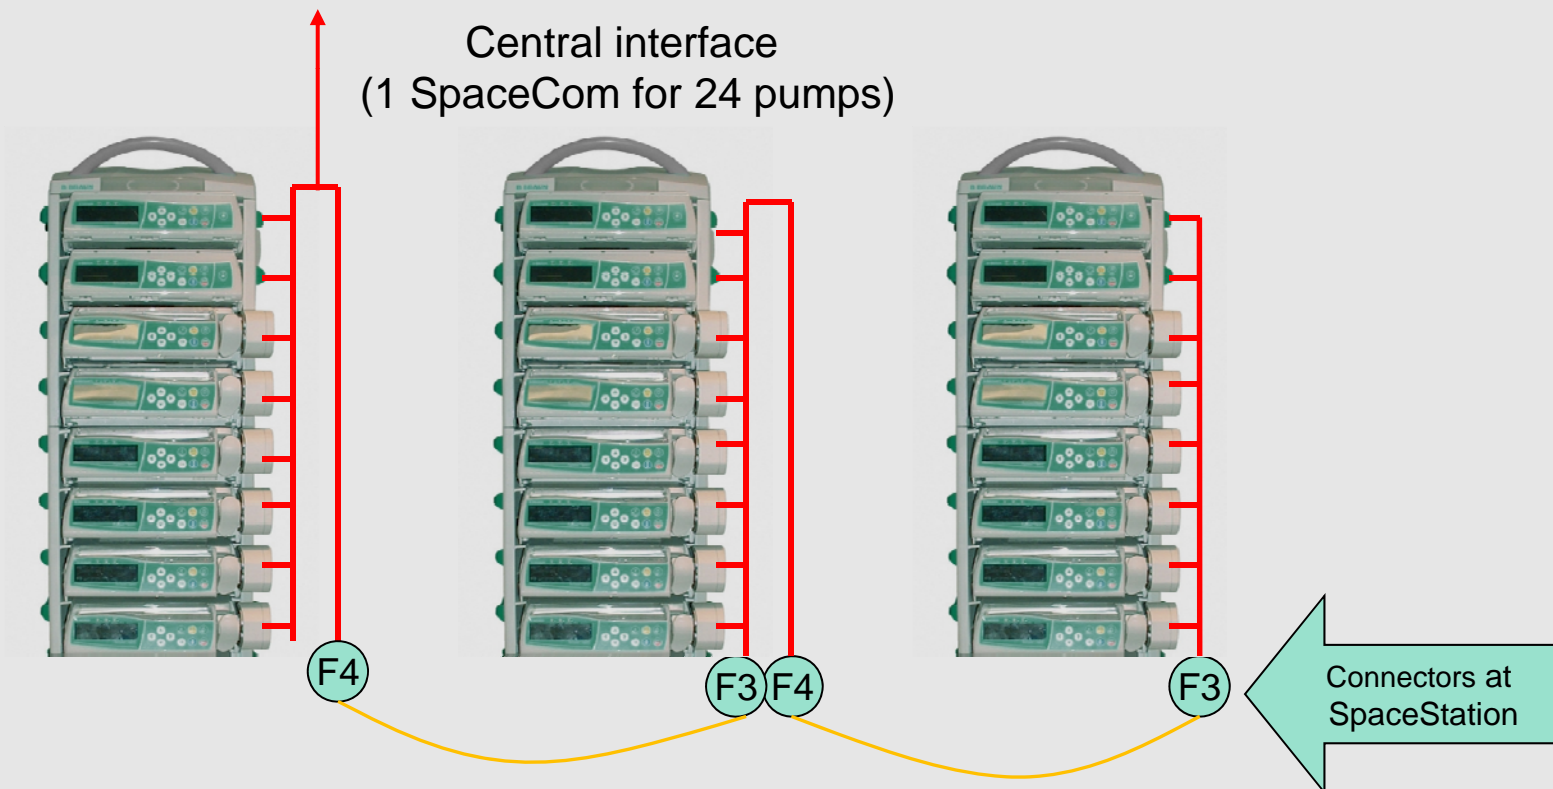 Central interface
(1 SpaceCom for 24 pumps)
F4
F3
F4
F3
Connectors at
SpaceStation